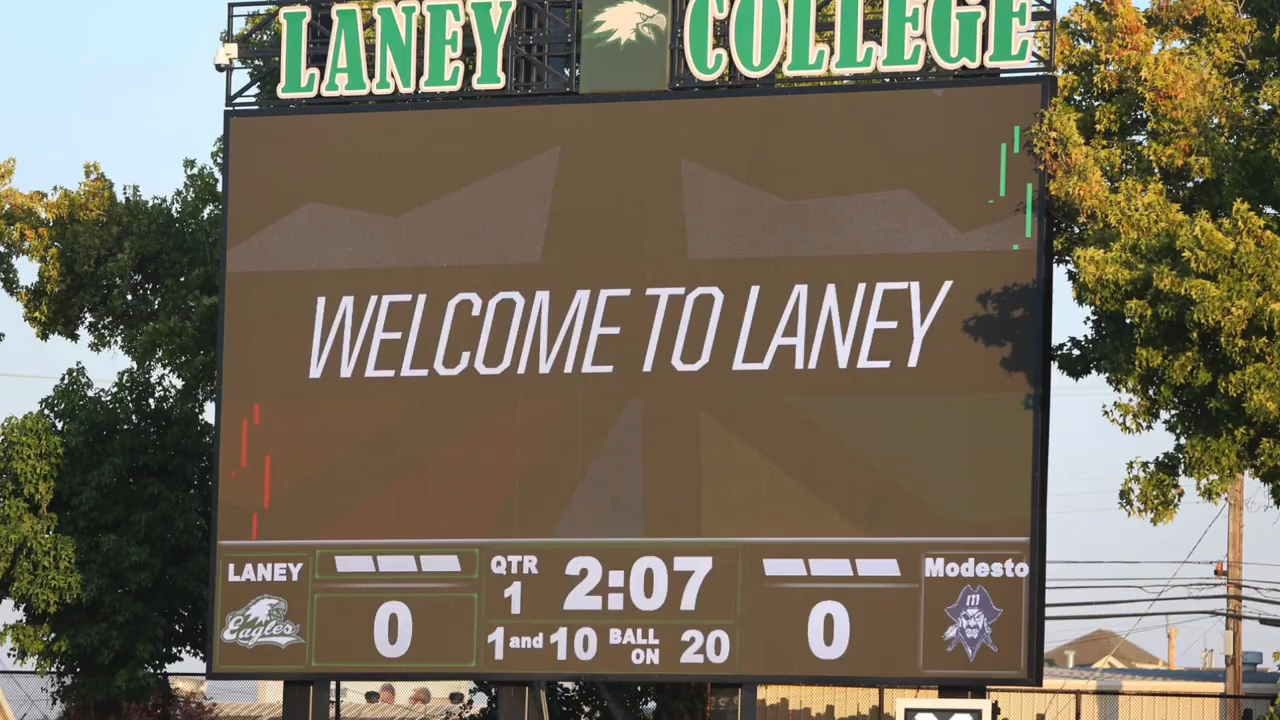 LANEY COLLEGE
WELCOME TO LANEY
LANEY
Eagles
0
QTR
1
2:07
1 and 10
BALL
ON
20
0
Modesto
m